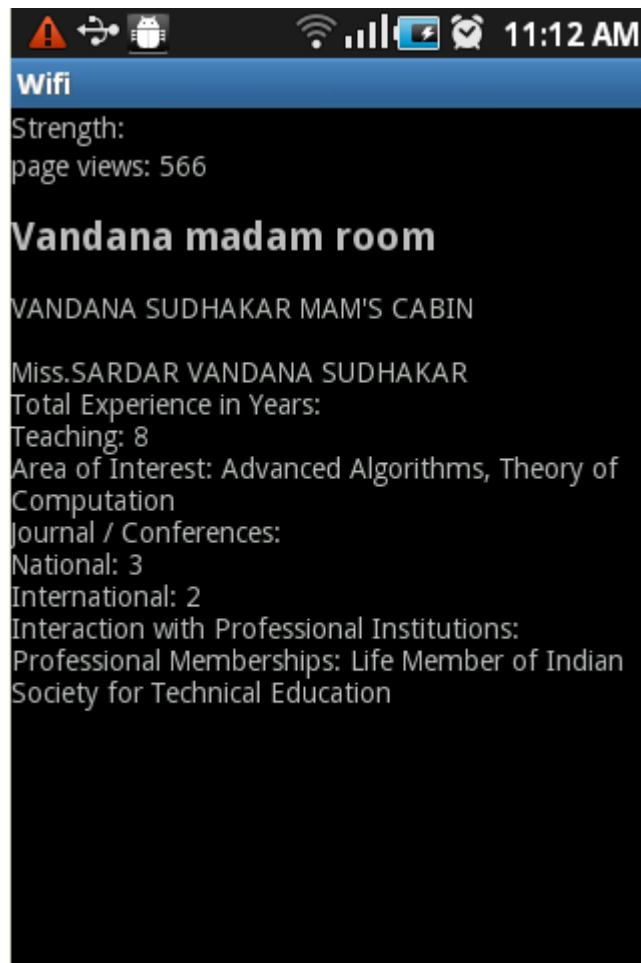 11:12 AM
Wifi
Strength:
page views: 566
Vandana madam room
VANDANA SUDHAKAR MAM'S CABIN
Miss.SARDAR VANDANA SUDHAKAR
Total Experience in Years:
Teaching: 8
Area of Interest: Advanced Algorithms, Theory of
Computation
Journal / Conferences:
National: 3
International: 2
Interaction with Professional Institutions:
Professional Memberships: Life Member of Indian
Society for Technical Education